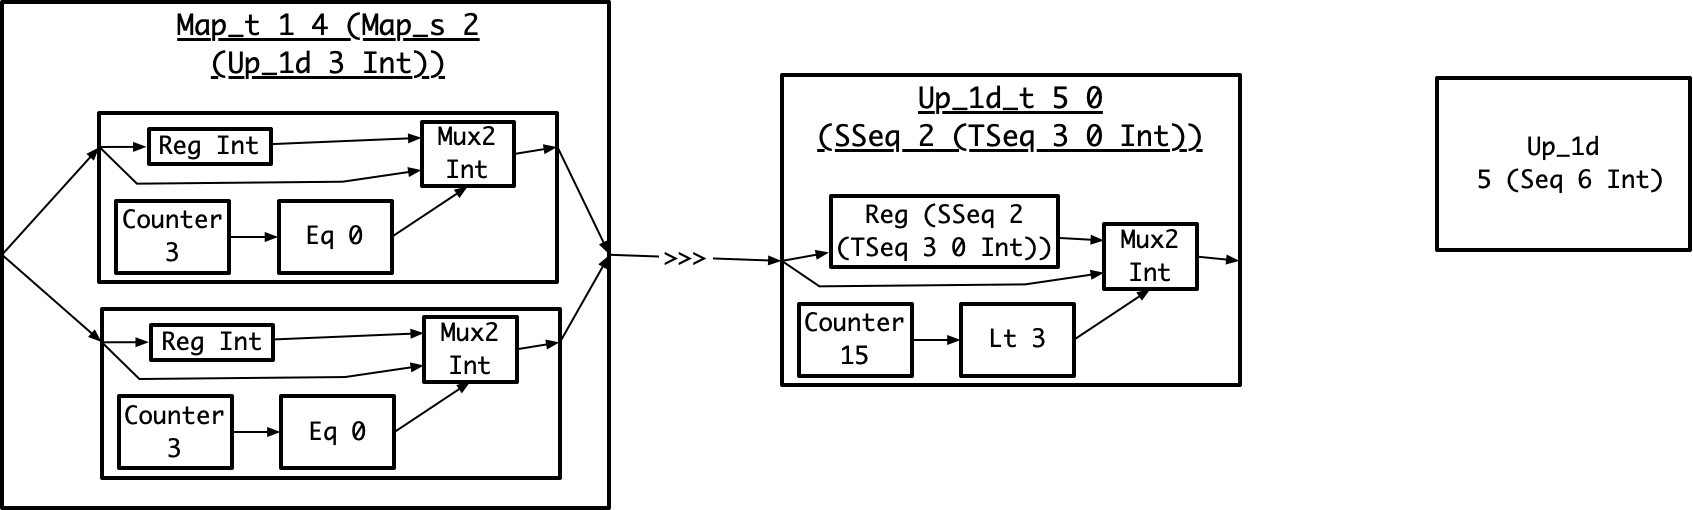 Map_t 1 4 (Map_s 2
(Up_1d 3 Int))
Reg Int
Mux2
Int
Counter
3
Eq 0
Reg Int
Mux2
Int
Counter
3
Eq 0
>>>
Up_1d_t 5 0
(SSeq 2 (TSeq 3 0 Int))
Reg (SSeq 2
(TSeq 3 0 Int))
Mux2
Int
Counter
15
Lt 3
Up_1d
5 (Seq 6 Int)